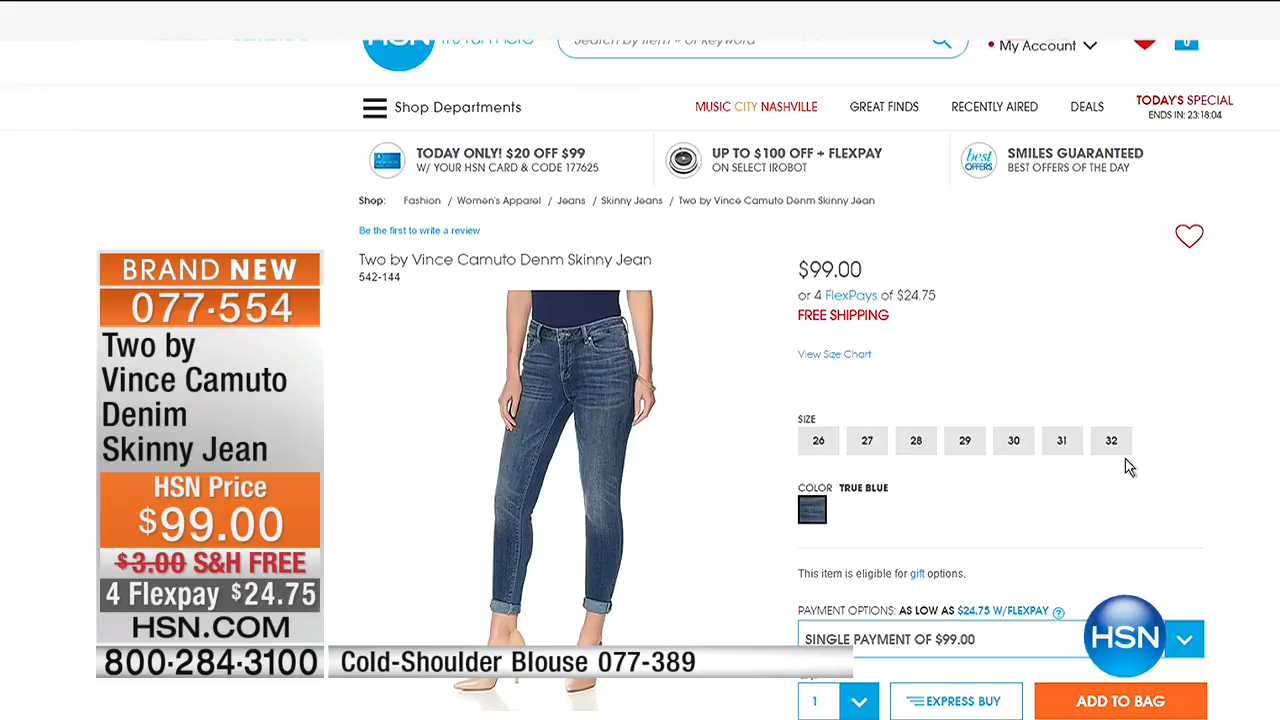 HSN
Search by item # or keyword
My Account
0
Shop Departments
MUSIC CITY NASHVILLE
GREAT FINDS
RECENTLY AIRED
DEALS
TODAY'S SPECIAL
ENDS IN: 23:18:04
TODAY ONLY! $20 OFF $99
W/ YOUR HSN CARD & CODE 177625
UP TO $100 OFF + FLEXPAY
ON SELECT IROBOT
best
OFFERS
SMILES GUARANTEED
BEST OFFERS OF THE DAY
Shop: Fashion / Women's Apparel / Jeans / Skinny Jeans / Two by Vince Camuto Denm Skinny Jean
Be the first to write a review
Two by Vince Camuto Denm Skinny Jean
542-144
$99.00
or 4 FlexPays of $24.75
FREE SHIPPING
View Size Chart
SIZE
26 27 28 29 30 31 32
COLOR TRUE BLUE
This item is eligible for gift options.
PAYMENT OPTIONS: AS LOW AS $24.75 W/FLEXPAY ?
SINGLE PAYMENT OF $99.00
1
EXPRESS BUY
ADD TO BAG
BRAND NEW
077·554
Two by
Vince Camuto
Denim
Skinny Jean
HSN Price
$99.00
$3.00 S&H FREE
4 Flexpay $24.75
HSN.COM
800·284·3100
Cold-Shoulder Blouse 077-389
HSN